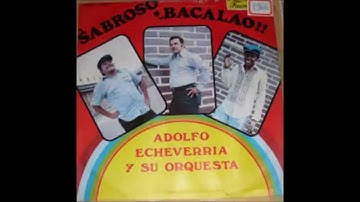 SABROSO
BACALAO!!
ADOLFO
ECHEVERRIA
Y SU ORQUESTA